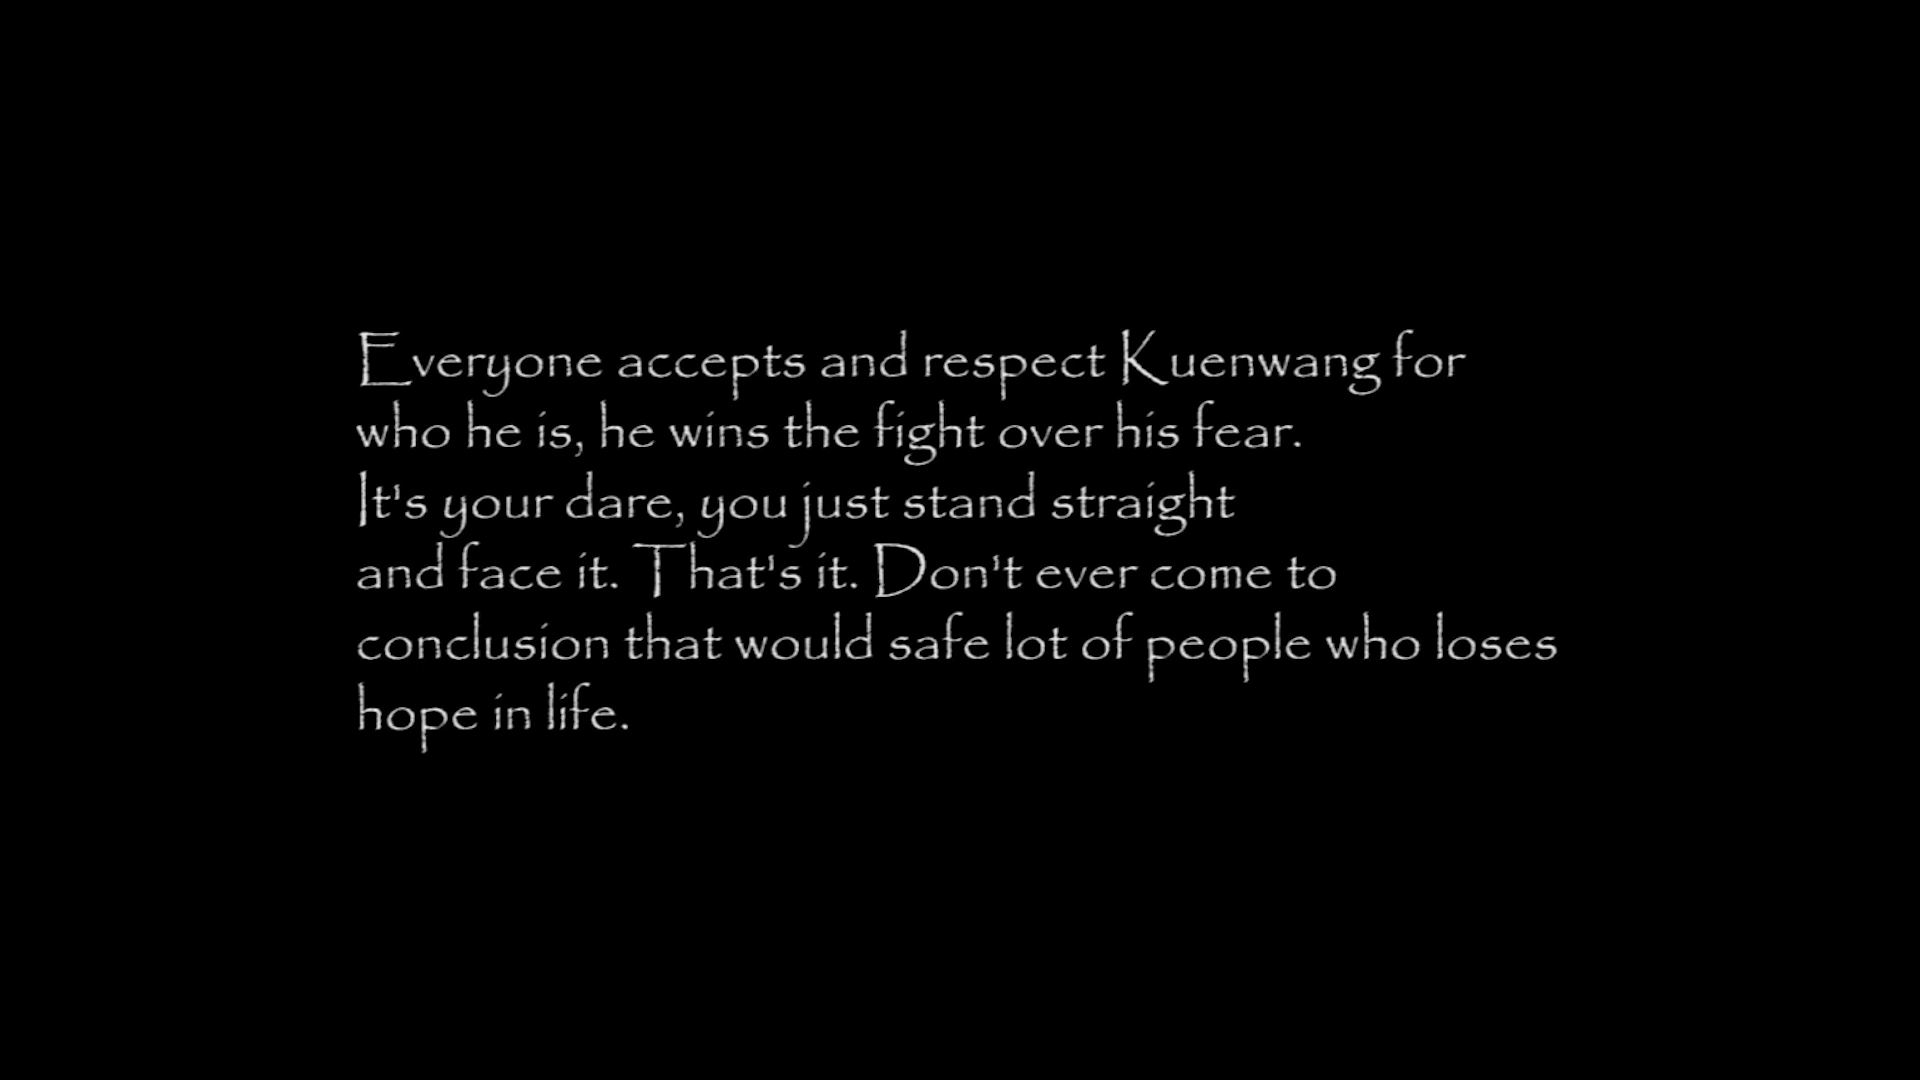 Everyone accepts and respect Kuenwang for
who he is, he wins the fight over his fear.
It's your dare, you just stand straight
and face it. That's it. Don't ever come to
conclusion that would safe lot of people who loses
hope in life.